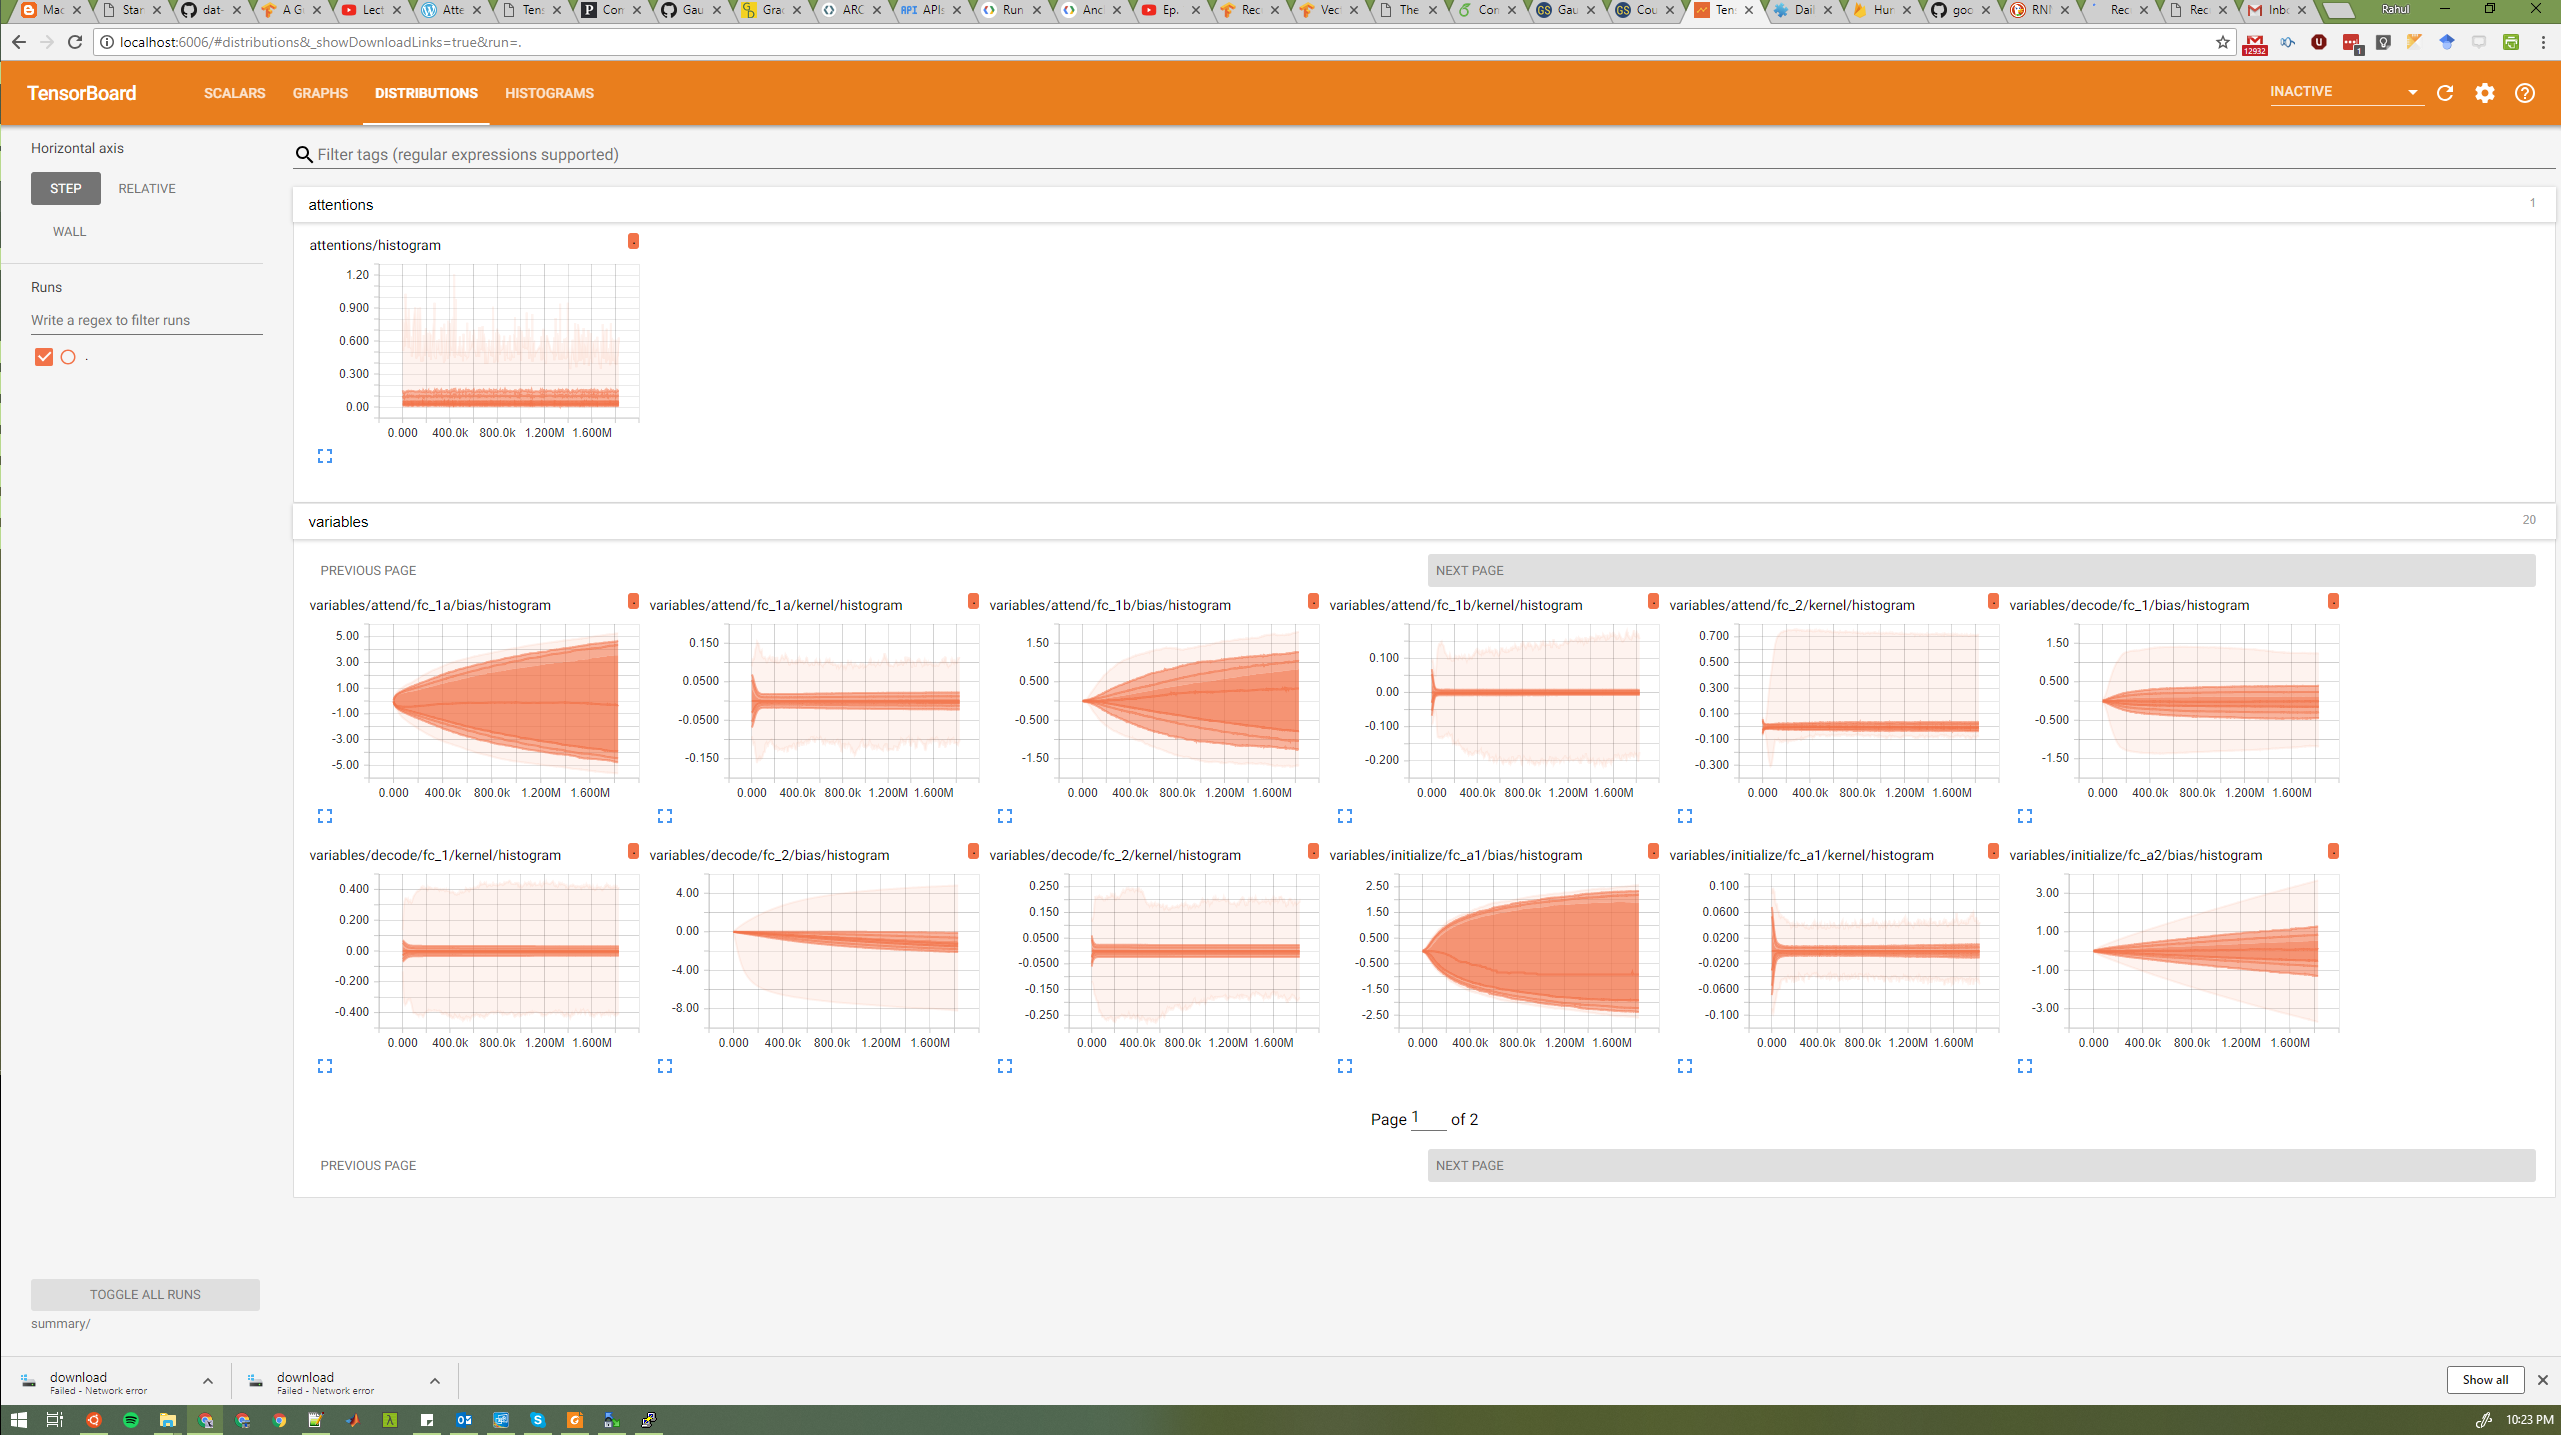 Mac Star dat- A G Lect Atte Tens Con Gau Grad ARC APIs Run Anc Ep. Rec Vec The Con Gau Cou Tens Dail Hur goo RNN Rec Rec Inbo Rahul
localhost:6006/#distributions&_showDownloadLinks=true&run=.
12932
1
TensorBoard
SCALARS
GRAPHS
DISTRIBUTIONS
HISTOGRAMS
INACTIVE
Horizontal axis
STEP
RELATIVE
WALL
Runs
Write a regex to filter runs
.
Filter tags (regular expressions supported)
attentions
1
attentions/histogram
1.20
0.900
0.600
0.300
0.00
0.000 400.0k 800.0k 1.200M 1.600M
variables
20
PREVIOUS PAGE
NEXT PAGE
variables/attend/fc_1a/bias/histogram
5.00
3.00
1.00
-1.00
-3.00
-5.00
0.000 400.0k 800.0k 1.200M 1.600M
variables/attend/fc_1a/kernel/histogram
0.150
0.0500
-0.0500
-0.150
0.000 400.0k 800.0k 1.200M 1.600M
variables/attend/fc_1b/bias/histogram
1.50
0.500
-0.500
-1.50
0.000 400.0k 800.0k 1.200M 1.600M
variables/attend/fc_1b/kernel/histogram
0.100
0.00
-0.100
-0.200
0.000 400.0k 800.0k 1.200M 1.600M
variables/attend/fc_2/kernel/histogram
0.700
0.500
0.300
0.100
-0.100
-0.300
0.000 400.0k 800.0k 1.200M 1.600M
variables/decode/fc_1/bias/histogram
1.50
0.500
-0.500
-1.50
0.000 400.0k 800.0k 1.200M 1.600M
variables/decode/fc_1/kernel/histogram
0.400
0.200
0.00
-0.200
-0.400
0.000 400.0k 800.0k 1.200M 1.600M
variables/decode/fc_2/bias/histogram
4.00
0.00
-4.00
-8.00
0.000 400.0k 800.0k 1.200M 1.600M
variables/decode/fc_2/kernel/histogram
0.250
0.150
0.0500
-0.0500
-0.150
-0.250
0.000 400.0k 800.0k 1.200M 1.600M
variables/initialize/fc_a1/bias/histogram
2.50
1.50
0.500
-0.500
-1.50
-2.50
0.000 400.0k 800.0k 1.200M 1.600M
variables/initialize/fc_a1/kernel/histogram
0.100
0.0600
0.0200
-0.0200
-0.0600
-0.100
0.000 400.0k 800.0k 1.200M 1.600M
variables/initialize/fc_a2/bias/histogram
3.00
1.00
-1.00
-3.00
0.000 400.0k 800.0k 1.200M 1.600M
Page 1 of 2
PREVIOUS PAGE
NEXT PAGE
TOGGLE ALL RUNS
summary/
download
Failed - Network error
download
Failed - Network error
Show all
10:23 PM